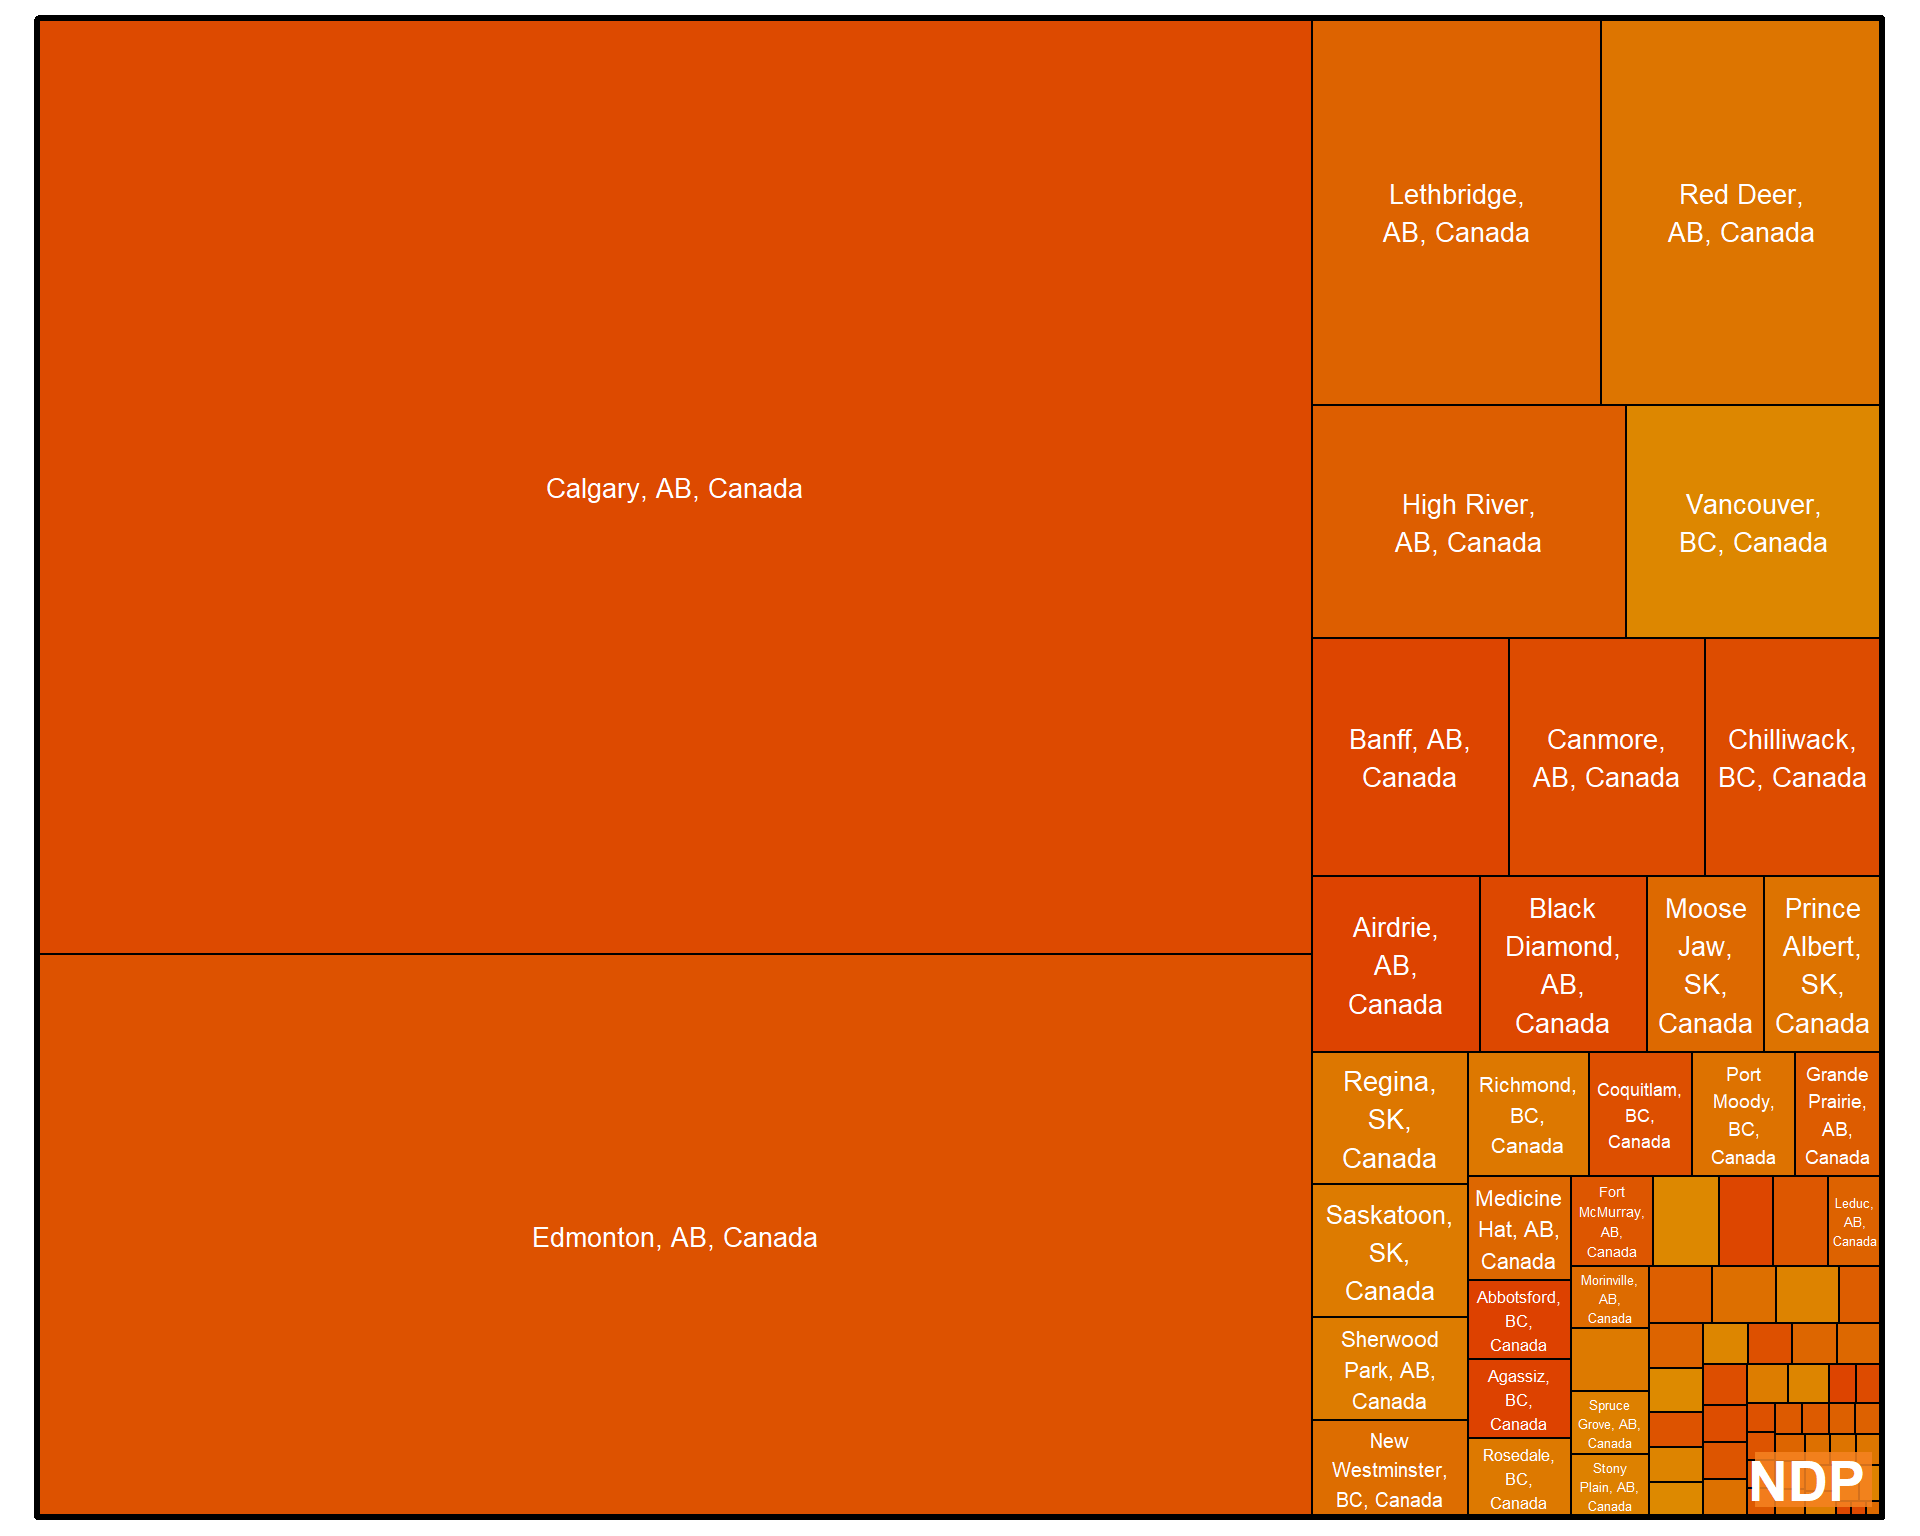 Calgary, AB, Canada
Edmonton, AB, Canada
Lethbridge,
AB, Canada
Red Deer,
AB, Canada
High River,
AB, Canada
Vancouver,
BC, Canada
Banff, AB,
Canada
Canmore,
AB, Canada
Chilliwack,
BC, Canada
Airdrie,
AB,
Canada
Black
Diamond,
AB,
Canada
Moose
Jaw,
SK,
Canada
Prince
Albert,
SK,
Canada
Regina,
SK,
Canada
Richmond,
BC,
Canada
Coquitlam,
BC,
Canada
Port
Moody,
BC,
Canada
Grande
Prairie,
AB,
Canada
Saskatoon,
SK,
Canada
Medicine
Hat, AB,
Canada
Fort
McMurray,
AB,
Canada
Leduc,
AB,
Canada
Sherwood
Park, AB,
Canada
Abbotsford,
BC,
Canada
Morinville,
AB,
Canada
Agassiz,
BC,
Canada
Spruce
Grove, AB,
Canada
New
Westminster,
BC, Canada
Rosedale,
BC,
Canada
Stony
Plain, AB,
Canada
NDP